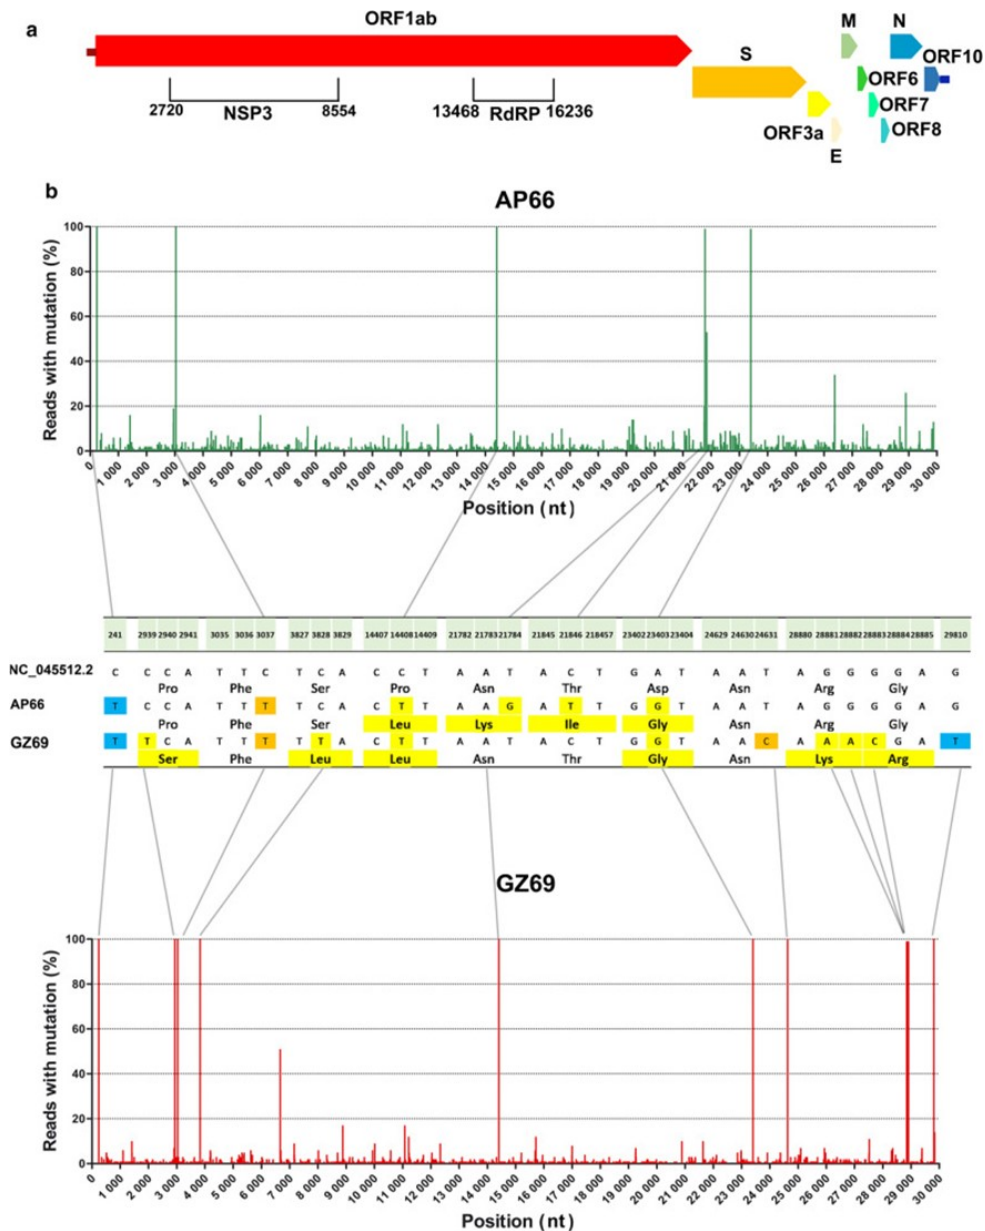 a
ORF1ab
M N
S
ORF10
ORF6
ORF7
ORF3a
ORF8
E
2720 NSP3 8554 13468 RdRP 16236
b
AP66
Reads with mutation (%)
100
80
60
40
20
0
0 1 000 2 000 3 000 4 000 5 000 6 000 7 000 8 000 9 000 10 000 11 000 12 000 13 000 14 000 15 000 16 000 17 000 18 000 19 000 20 000 21 000 22 000 23 000 24 000 25 000 26 000 27 000 28 000 29 000 30 000
Position (nt)
241 2939 2940 2941 3035 3036 3037 3827 3828 3829 14407 14408 14409 21782 21783 21784 21845 21846 218457 23402 23403 23404 24629 24630 24631 28880 28881 28882 28883 28884 28885 29810
NC_045512.2 C C C A T T C T C A C C T A A T A C T G A T A A T A G G G G A G
Pro Phe Ser Pro Asn Thr Asp Asn Arg Gly
AP66 T C C A T T T T C A C T T A A G A T T G G T A A T A G G G G A G
Pro Phe Ser Leu Lys Ile Gly Asn Arg Gly
GZ69 T T C A T T T T T A C T T A A T A C T G G T A A C A A A C G A T
Ser Phe Leu Leu Asn Thr Gly Asn Lys Arg
GZ69
Reads with mutation (%)
100
80
60
40
20
0
0 1 000 2 000 3 000 4 000 5 000 6 000 7 000 8 000 9 000 10 000 11 000 12 000 13 000 14 000 15 000 16 000 17 000 18 000 19 000 20 000 21 000 22 000 23 000 24 000 25 000 26 000 27 000 28 000 29 000 30 000
Position (nt)